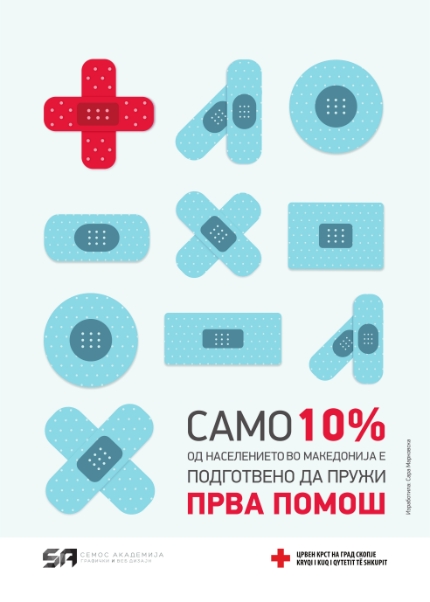 САМО 10%
ОД НАСЕЛЕНИЕТО ВО МАКЕДОНИЈА Е
ПОДГОТВЕНО ДА ПРУЖИ
ПРВА ПОМОШ
Изработила: Сара Марковска
СЕМОС АКАДЕМИЈА
ГРАФИЧКИ И ВЕБ ДИЗАЈН
ЦРВЕН КРСТ НА ГРАД СКОПЈЕ
KRYQI I KUQ I QYTETIT TË SHKUPIT